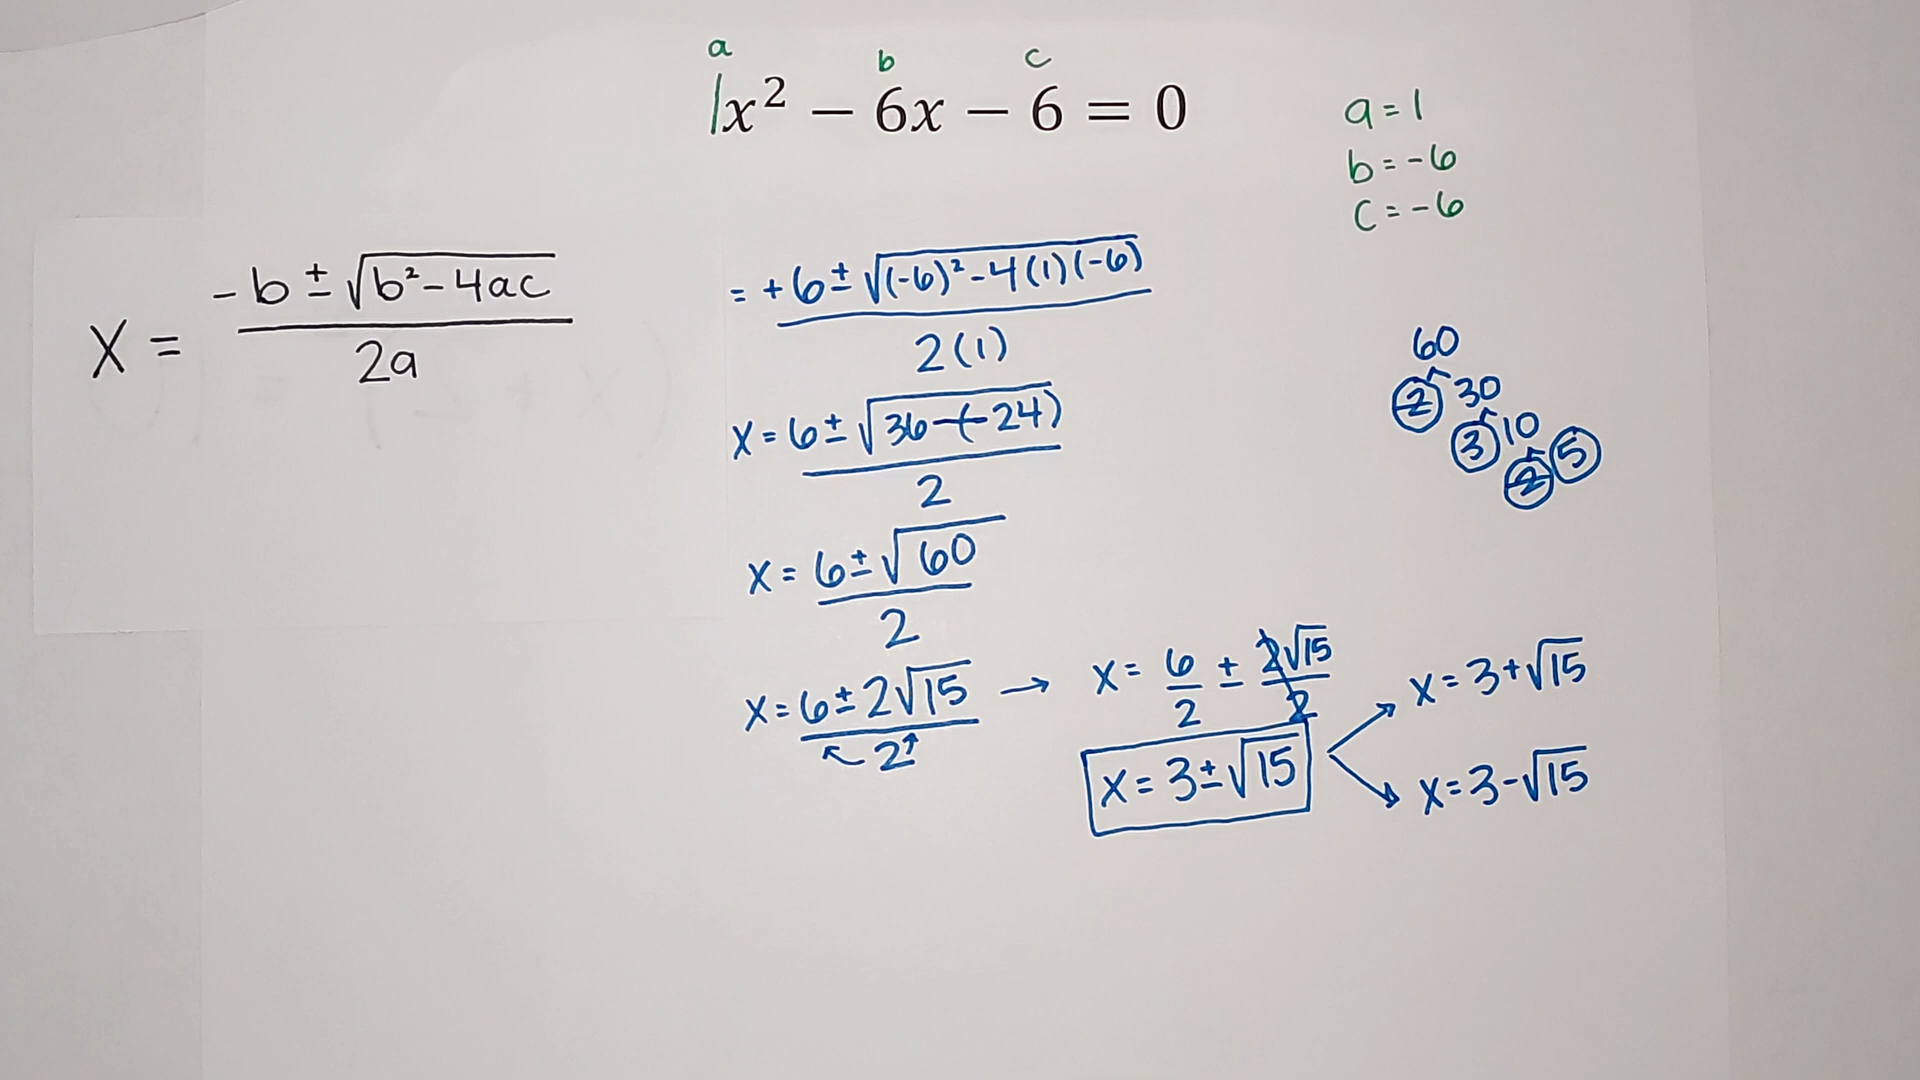 a b c
1x² − 6x − 6 = 0
a = 1
b = -6
c = -6
x = (-b ± √(b² - 4ac)) / 2a
= (+6 ± √((-6)² - 4(1)(-6))) / 2(1)
x = (6 ± √(36 - (-24))) / 2
x = (6 ± √60) / 2
x = (6 ± 2√15) / 2 → x = 6/2 ± 2√15/2
x = 3 ± √15
x = 3 + √15
x = 3 - √15
60
2 30
3 10
2 5